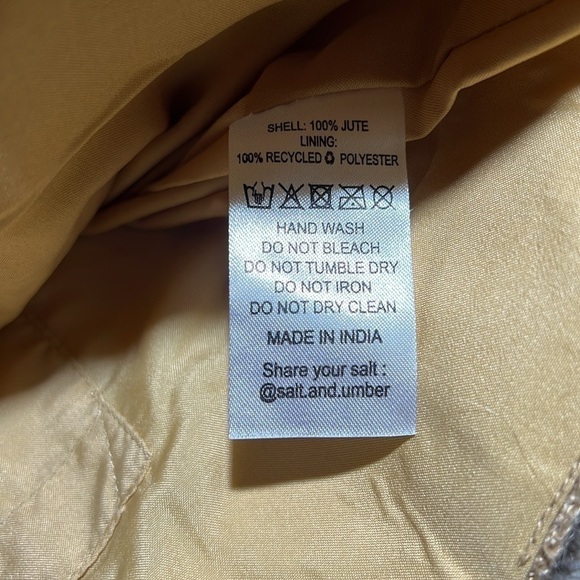 SHELL: 100% JUTE
LINING:
100% RECYCLED ♻ POLYESTER
HAND WASH
DO NOT BLEACH
DO NOT TUMBLE DRY
DO NOT IRON
DO NOT DRY CLEAN
MADE IN INDIA
Share your salt :
@salt.and.umber